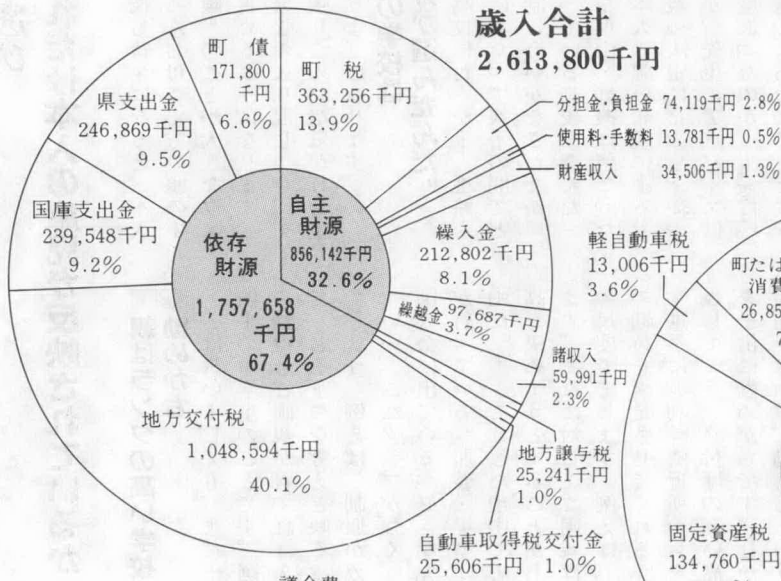 歳入合計
2,613,800千円
町債
171,800
千円
6.6%
町税
363,256千円
13.9%
分担金・負担金 74,119千円 2.8%
使用料・手数料 13,781千円 0.5%
財産収入 34,506千円 1.3%
県支出金
246,869千円
9.5%
国庫支出金
239,548千円
9.2%
依存
財源
1,757,658
千円
67.4%
自主
財源
856,142千円
32.6%
繰入金
212,802千円
8.1%
繰越金 97,687千円
3.7%
諸収入
59,991千円
2.3%
地方譲与税
25,241千円
1.0%
自動車取得税交付金
25,606千円 1.0%
地方交付税
1,048,594千円
40.1%
軽自動車税
13,006千円
3.6%
町たば
消費
26,85
7
固定資産税
134,760千円
議会費